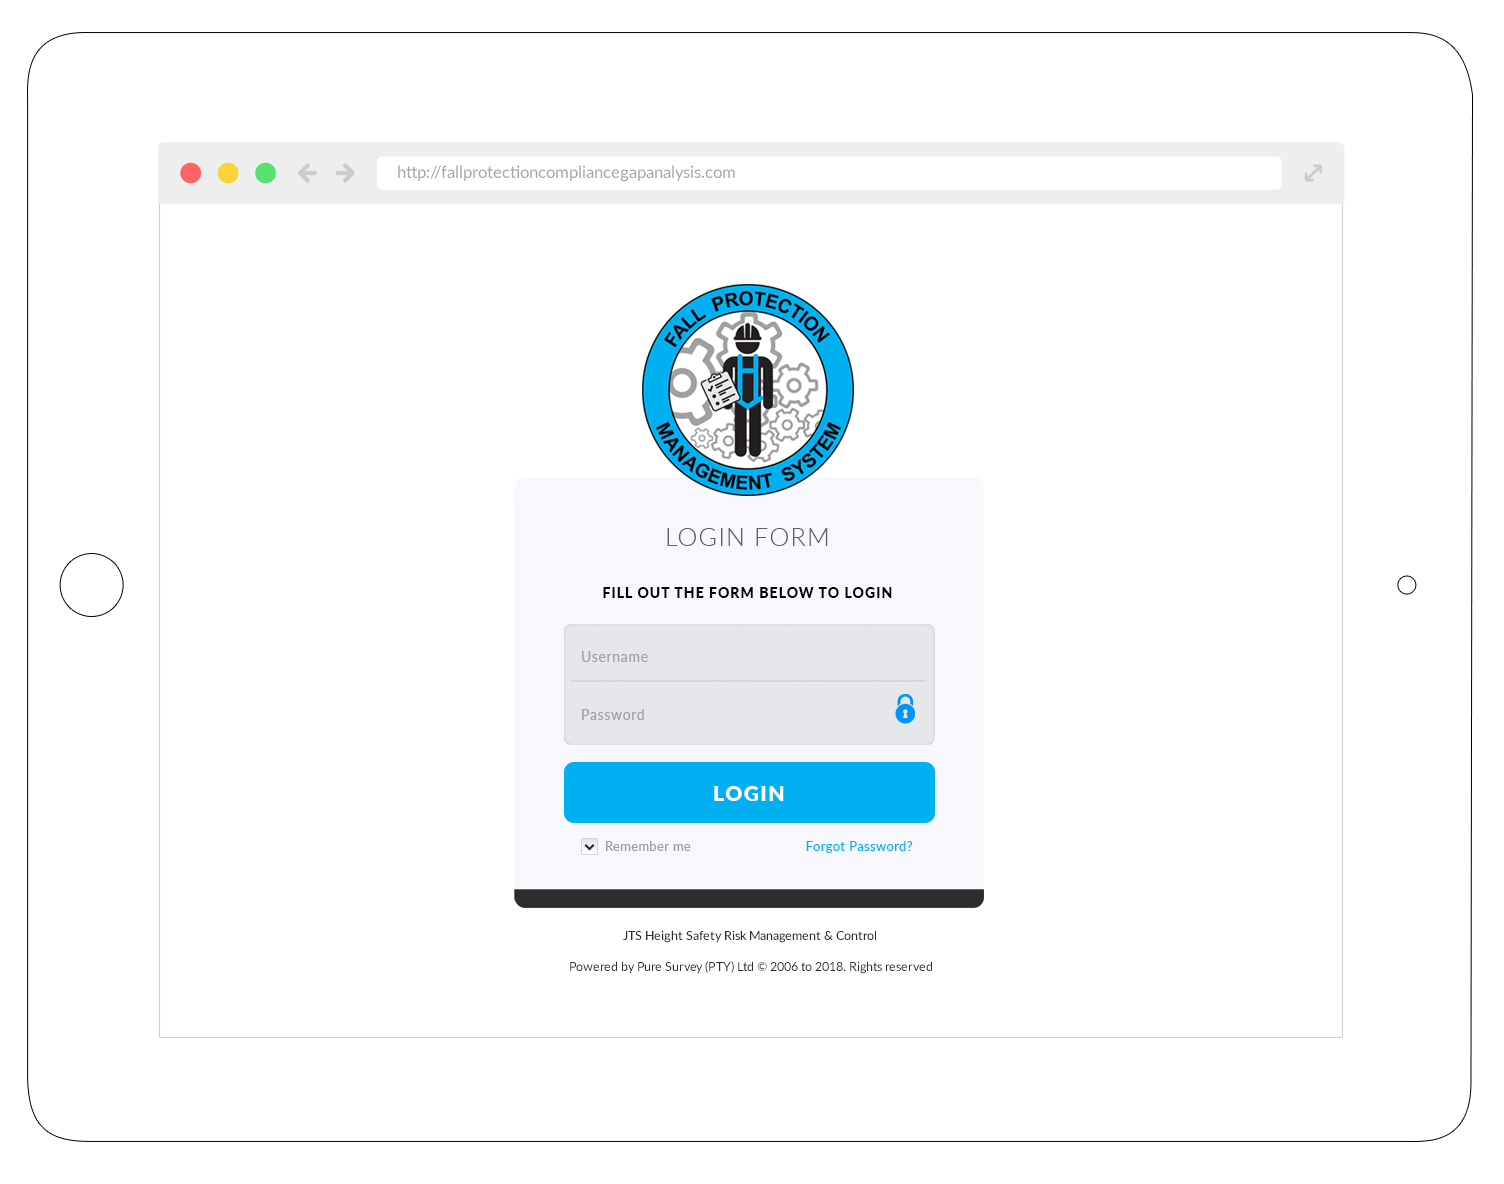 http://fallprotectioncompliancegapanalysis.com
FALL PROTECTION
MANAGEMENT SYSTEM
LOGIN FORM
FILL OUT THE FORM BELOW TO LOGIN
Username
Password
LOGIN
Remember me
Forgot Password?
JTS Height Safety Risk Management & Control
Powered by Pure Survey (PTY) Ltd © 2006 to 2018. Rights reserved